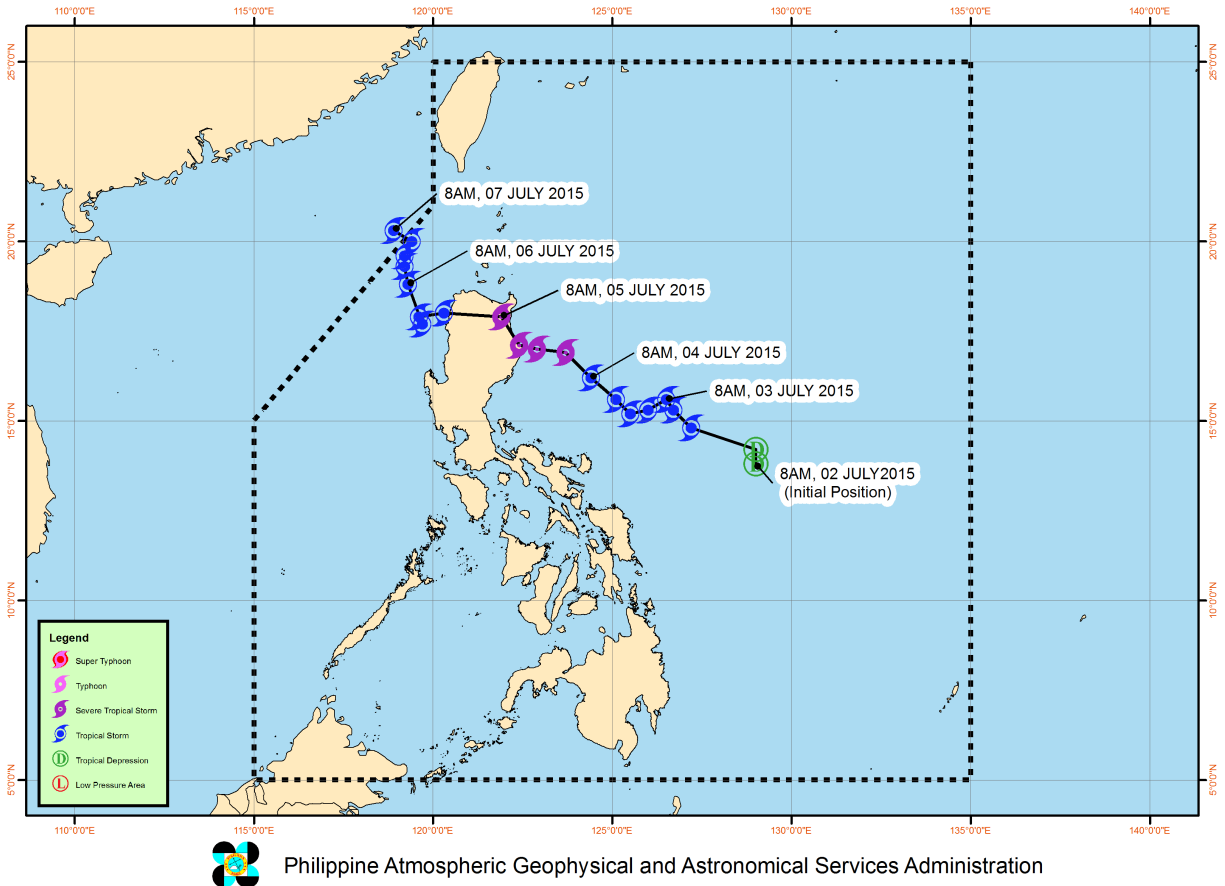 110°0'0"E 115°0'0"E 120°0'0"E 125°0'0"E 130°0'0"E 135°0'0"E 140°0'0"E
25°0'0"N 25°0'0"N
8AM, 07 JULY 2015
20°0'0"N 20°0'0"N
8AM, 06 JULY 2015
8AM, 05 JULY 2015
8AM, 04 JULY 2015
8AM, 03 JULY 2015
15°0'0"N 15°0'0"N
D
D
8AM, 02 JULY2015
(Initial Position)
10°0'0"N 10°0'0"N
Legend
Super Typhoon
Typhoon
Severe Tropical Storm
Tropical Storm
D Tropical Depression
L Low Pressure Area
5°0'0"N 5°0'0"N
110°0'0"E 115°0'0"E 120°0'0"E 125°0'0"E 130°0'0"E 135°0'0"E 140°0'0"E
Philippine Atmospheric Geophysical and Astronomical Services Administration